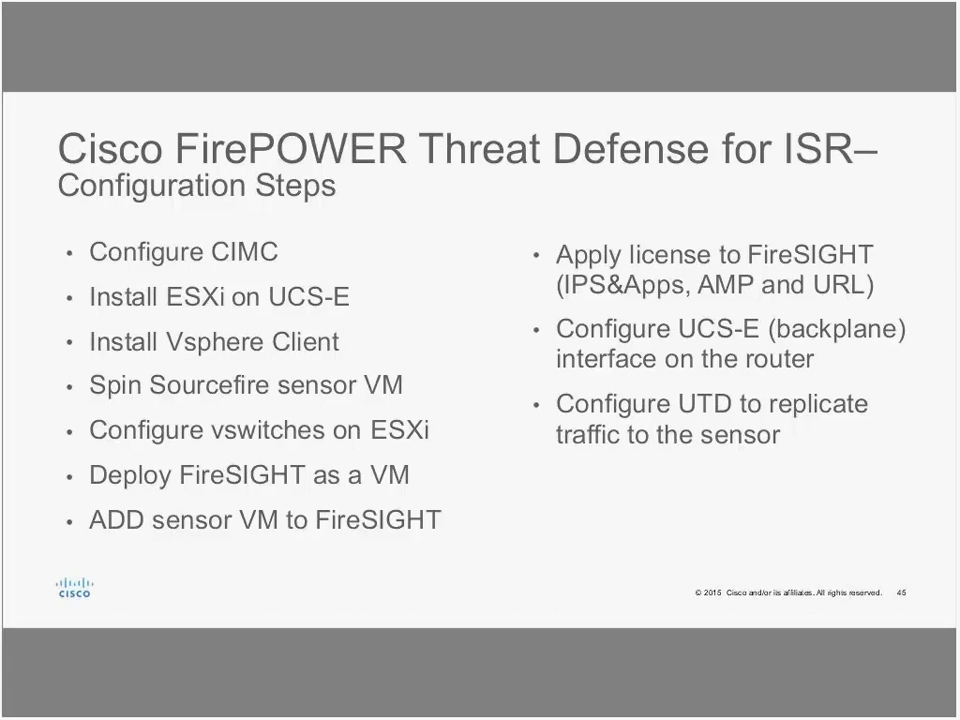 Cisco FirePOWER Threat Defense for ISR–
Configuration Steps
• Configure CIMC
• Install ESXi on UCS-E
• Install Vsphere Client
• Spin Sourcefire sensor VM
• Configure vswitches on ESXi
• Deploy FireSIGHT as a VM
• ADD sensor VM to FireSIGHT
• Apply license to FireSIGHT
(IPS&Apps, AMP and URL)
• Configure UCS-E (backplane)
interface on the router
• Configure UTD to replicate
traffic to the sensor
CISCO
© 2015 Cisco and/or its affiliates. All rights reserved. 45